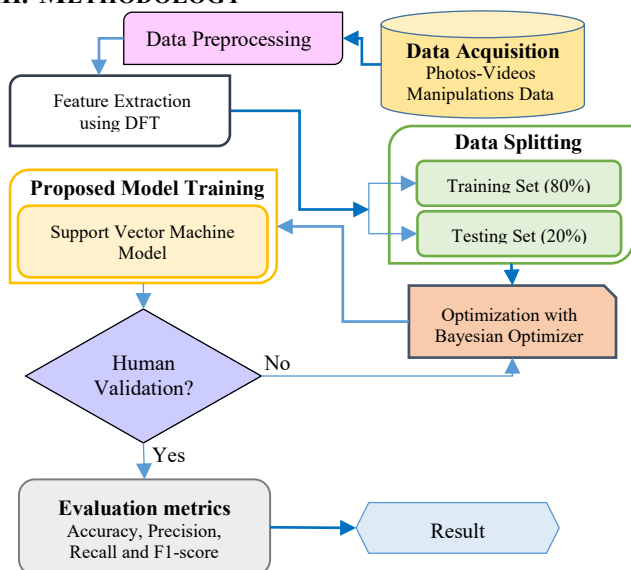 III. METHODOLOGY
Data Preprocessing
Data Acquisition
Photos-Videos
Manipulations Data
Feature Extraction
using DFT
Data Splitting
Training Set (80%)
Testing Set (20%)
Proposed Model Training
Support Vector Machine
Model
Optimization with
Bayesian Optimizer
Human
Validation?
No
Yes
Evaluation metrics
Accuracy, Precision,
Recall and F1-score
Result